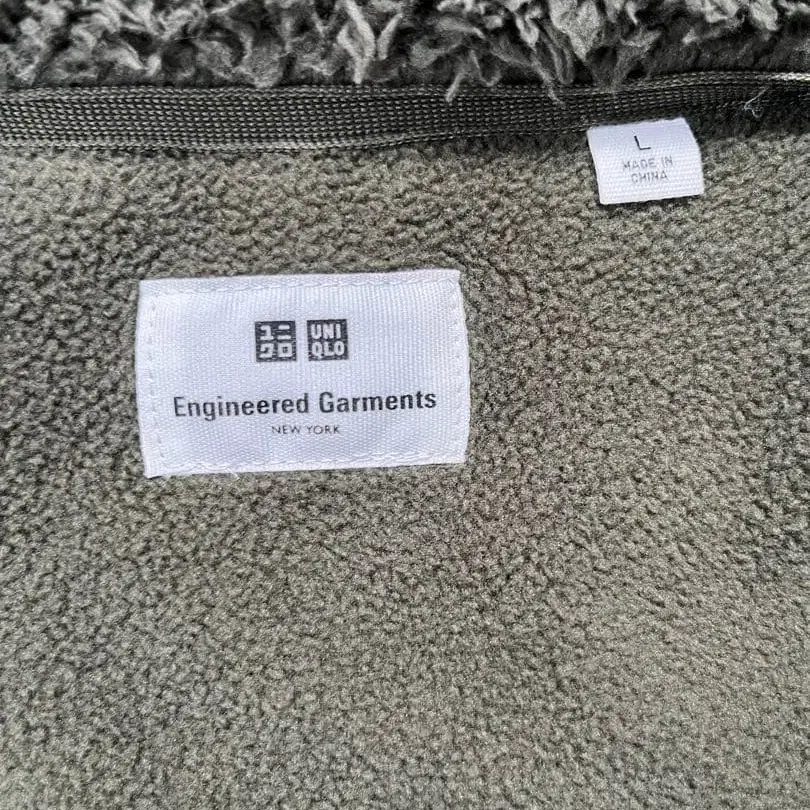 L
MADE IN
CHINA
ユニ UNI
クロ QLO
Engineered Garments
NEW YORK